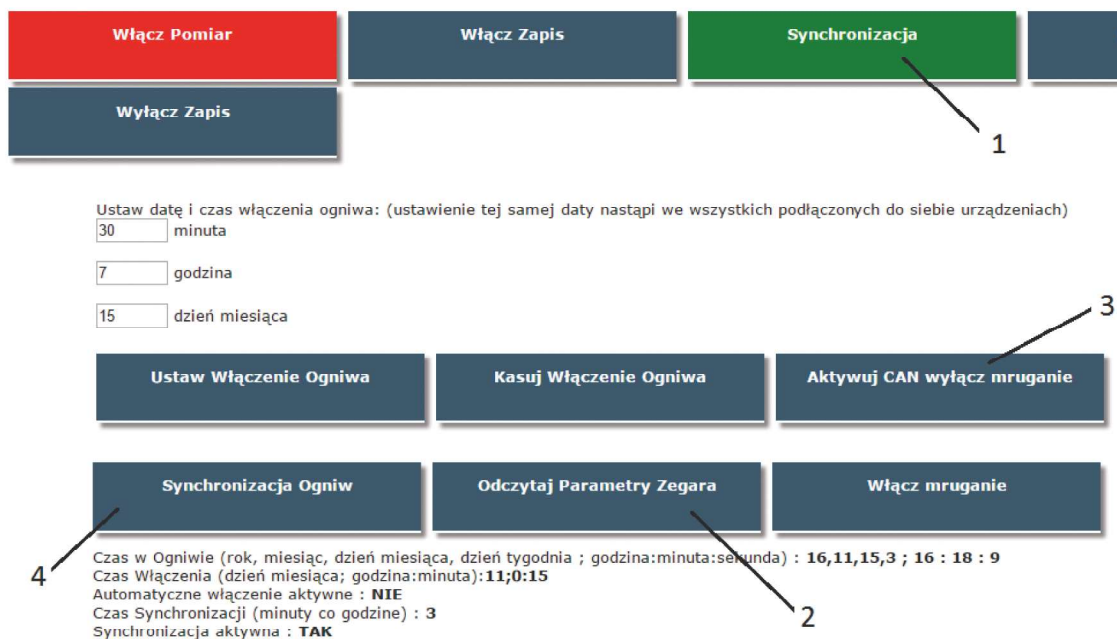 Włącz Pomiar
Włącz Zapis
Synchronizacja
Wyłącz Zapis
1
Ustaw datę i czas włączenia ogniwa: (ustawienie tej samej daty nastąpi we wszystkich podłączonych do siebie urządzeniach)
30 minuta
7 godzina
15 dzień miesiąca
3
Ustaw Włączenie Ogniwa
Kasuj Włączenie Ogniwa
Aktywuj CAN wyłącz mruganie
Synchronizacja Ogniw
Odczytaj Parametry Zegara
Włącz mruganie
Czas w Ogniwie (rok, miesiąc, dzień miesiąca, dzień tygodnia ; godzina:minuta:sekunda) : 16,11,15,3 ; 16 : 18 : 9
4
Czas Włączenia (dzień miesiąca; godzina:minuta):11;0:15
Automatyczne włączenie aktywne : NIE
Czas Synchronizacji (minuty co godzine) : 3
2
Synchronizacja aktywna : TAK